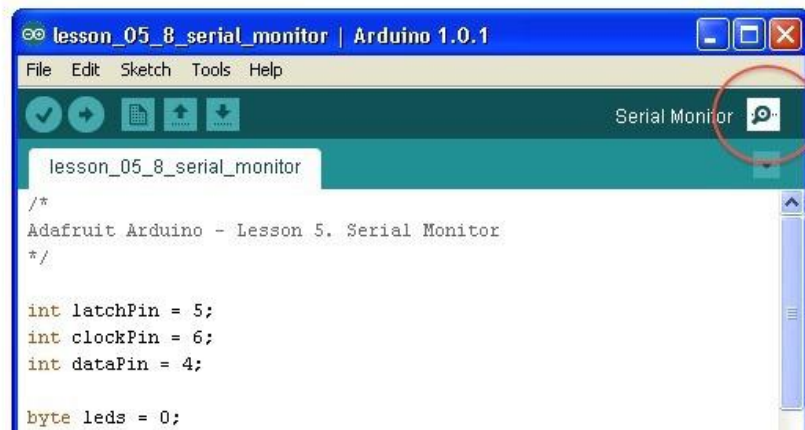 lesson_05_8_serial_monitor | Arduino 1.0.1
File Edit Sketch Tools Help
Serial Monitor
lesson_05_8_serial_monitor
/*
Adafruit Arduino - Lesson 5. Serial Monitor
*/
int latchPin = 5;
int clockPin = 6;
int dataPin = 4;
byte leds = 0;